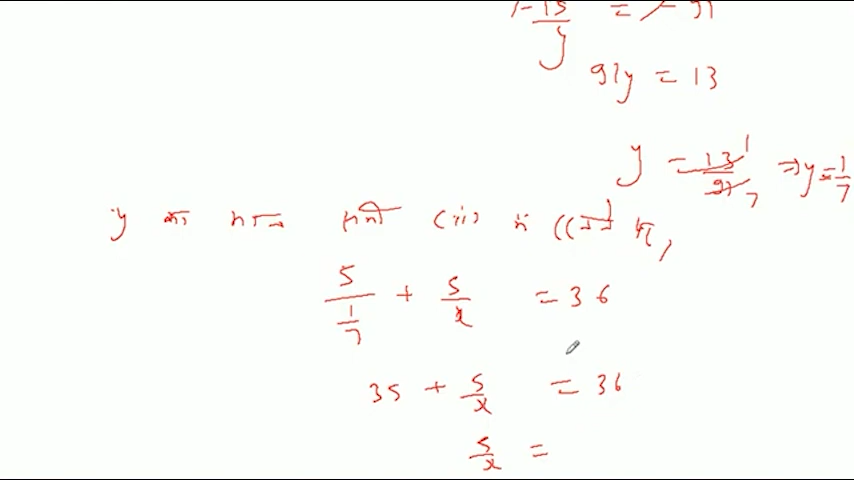 = - 91
91y = 13
y = 13/91 ⇒ y = 1/7
y का मान समी (ii) में रखने पर,
5/(1/7) + 5/x = 36
35 + 5/x = 36
5/x =